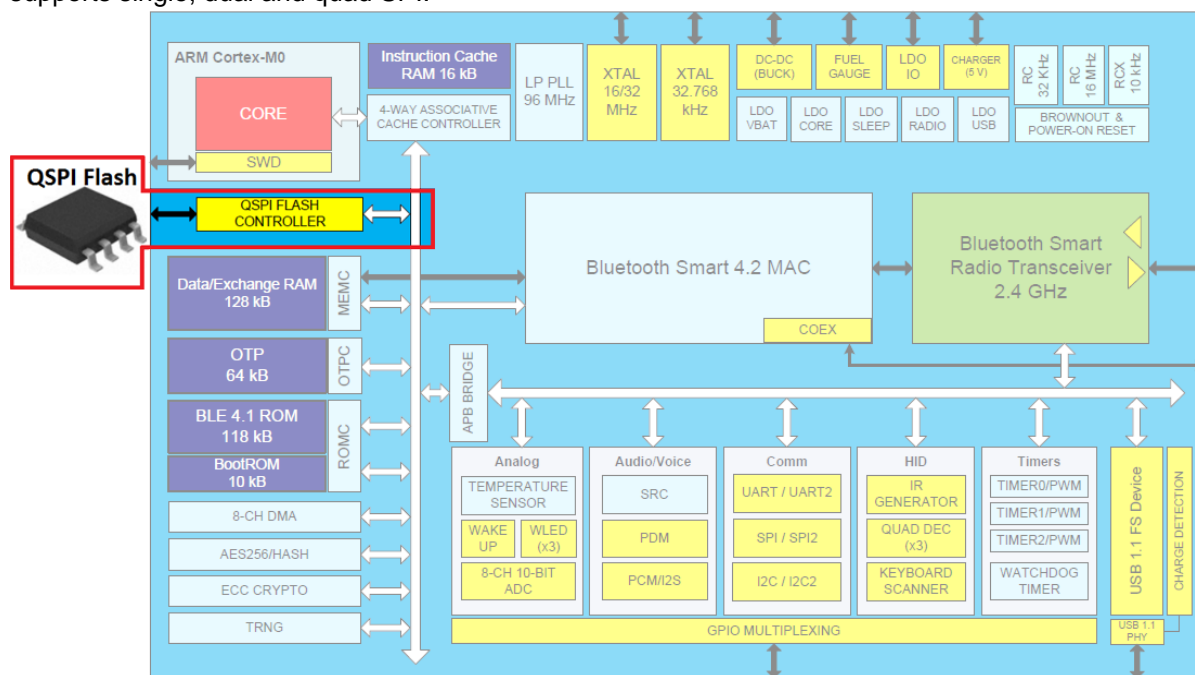 supports single, dual and quad SPI.
ARM Cortex-M0
CORE
SWD
Instruction Cache
RAM 16 kB
4-WAY ASSOCIATIVE
CACHE CONTROLLER
LP PLL
96 MHz
XTAL
16/32
MHz
XTAL
32.768
kHz
DC-DC
(BUCK)
FUEL
GAUGE
LDO
IO
CHARGER
(5 V)
LDO
VBAT
LDO
CORE
LDO
SLEEP
LDO
RADIO
LDO
USB
RC
32 KHz
RC
16 MHz
RCX
10 kHz
BROWNOUT &
POWER-ON RESET
QSPI Flash
QSPI FLASH
CONTROLLER
Data/Exchange RAM
128 kB
MEMC
OTP
64 kB
OTPC
BLE 4.1 ROM
118 kB
BootROM
10 kB
ROMC
8-CH DMA
AES256/HASH
ECC CRYPTO
TRNG
Bluetooth Smart 4.2 MAC
COEX
Bluetooth Smart
Radio Transceiver
2.4 GHz
APB BRIDGE
Analog
TEMPERATURE
SENSOR
WAKE
UP
WLED
(x3)
8-CH 10-BIT
ADC
Audio/Voice
SRC
PDM
PCM/I2S
Comm
UART / UART2
SPI / SPI2
I2C / I2C2
HID
IR
GENERATOR
QUAD DEC
(x3)
KEYBOARD
SCANNER
Timers
TIMER0/PWM
TIMER1/PWM
TIMER2/PWM
WATCHDOG
TIMER
USB 1.1 FS Device
CHARGE DETECTION
USB 1.1
PHY
GPIO MULTIPLEXING